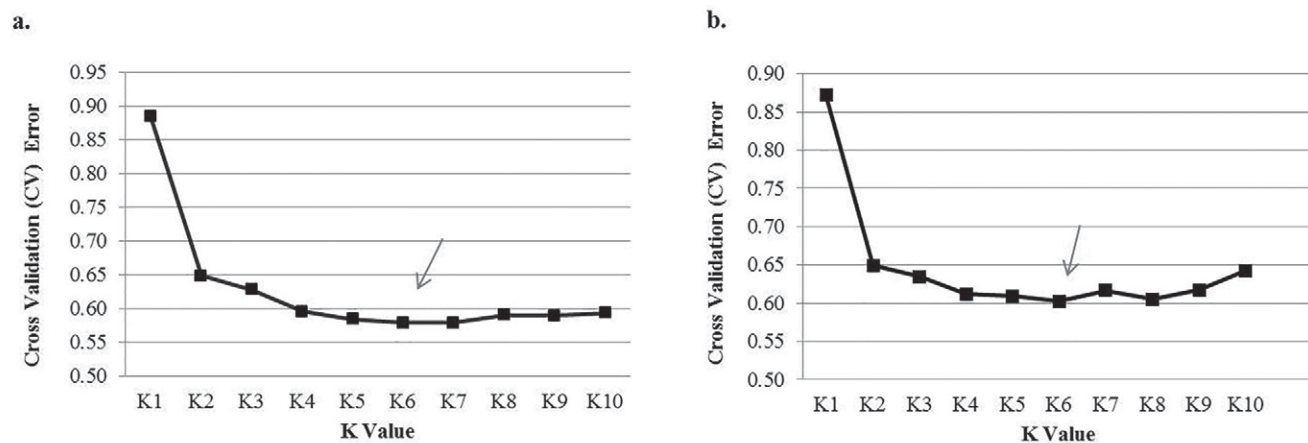 a.
Cross Validation (CV) Error
0.95
0.90
0.85
0.80
0.75
0.70
0.65
0.60
0.55
0.50
K1 K2 K3 K4 K5 K6 K7 K8 K9 K10
K Value
b.
Cross Validation (CV) Error
0.90
0.85
0.80
0.75
0.70
0.65
0.60
0.55
0.50
K1 K2 K3 K4 K5 K6 K7 K8 K9 K10
K Value